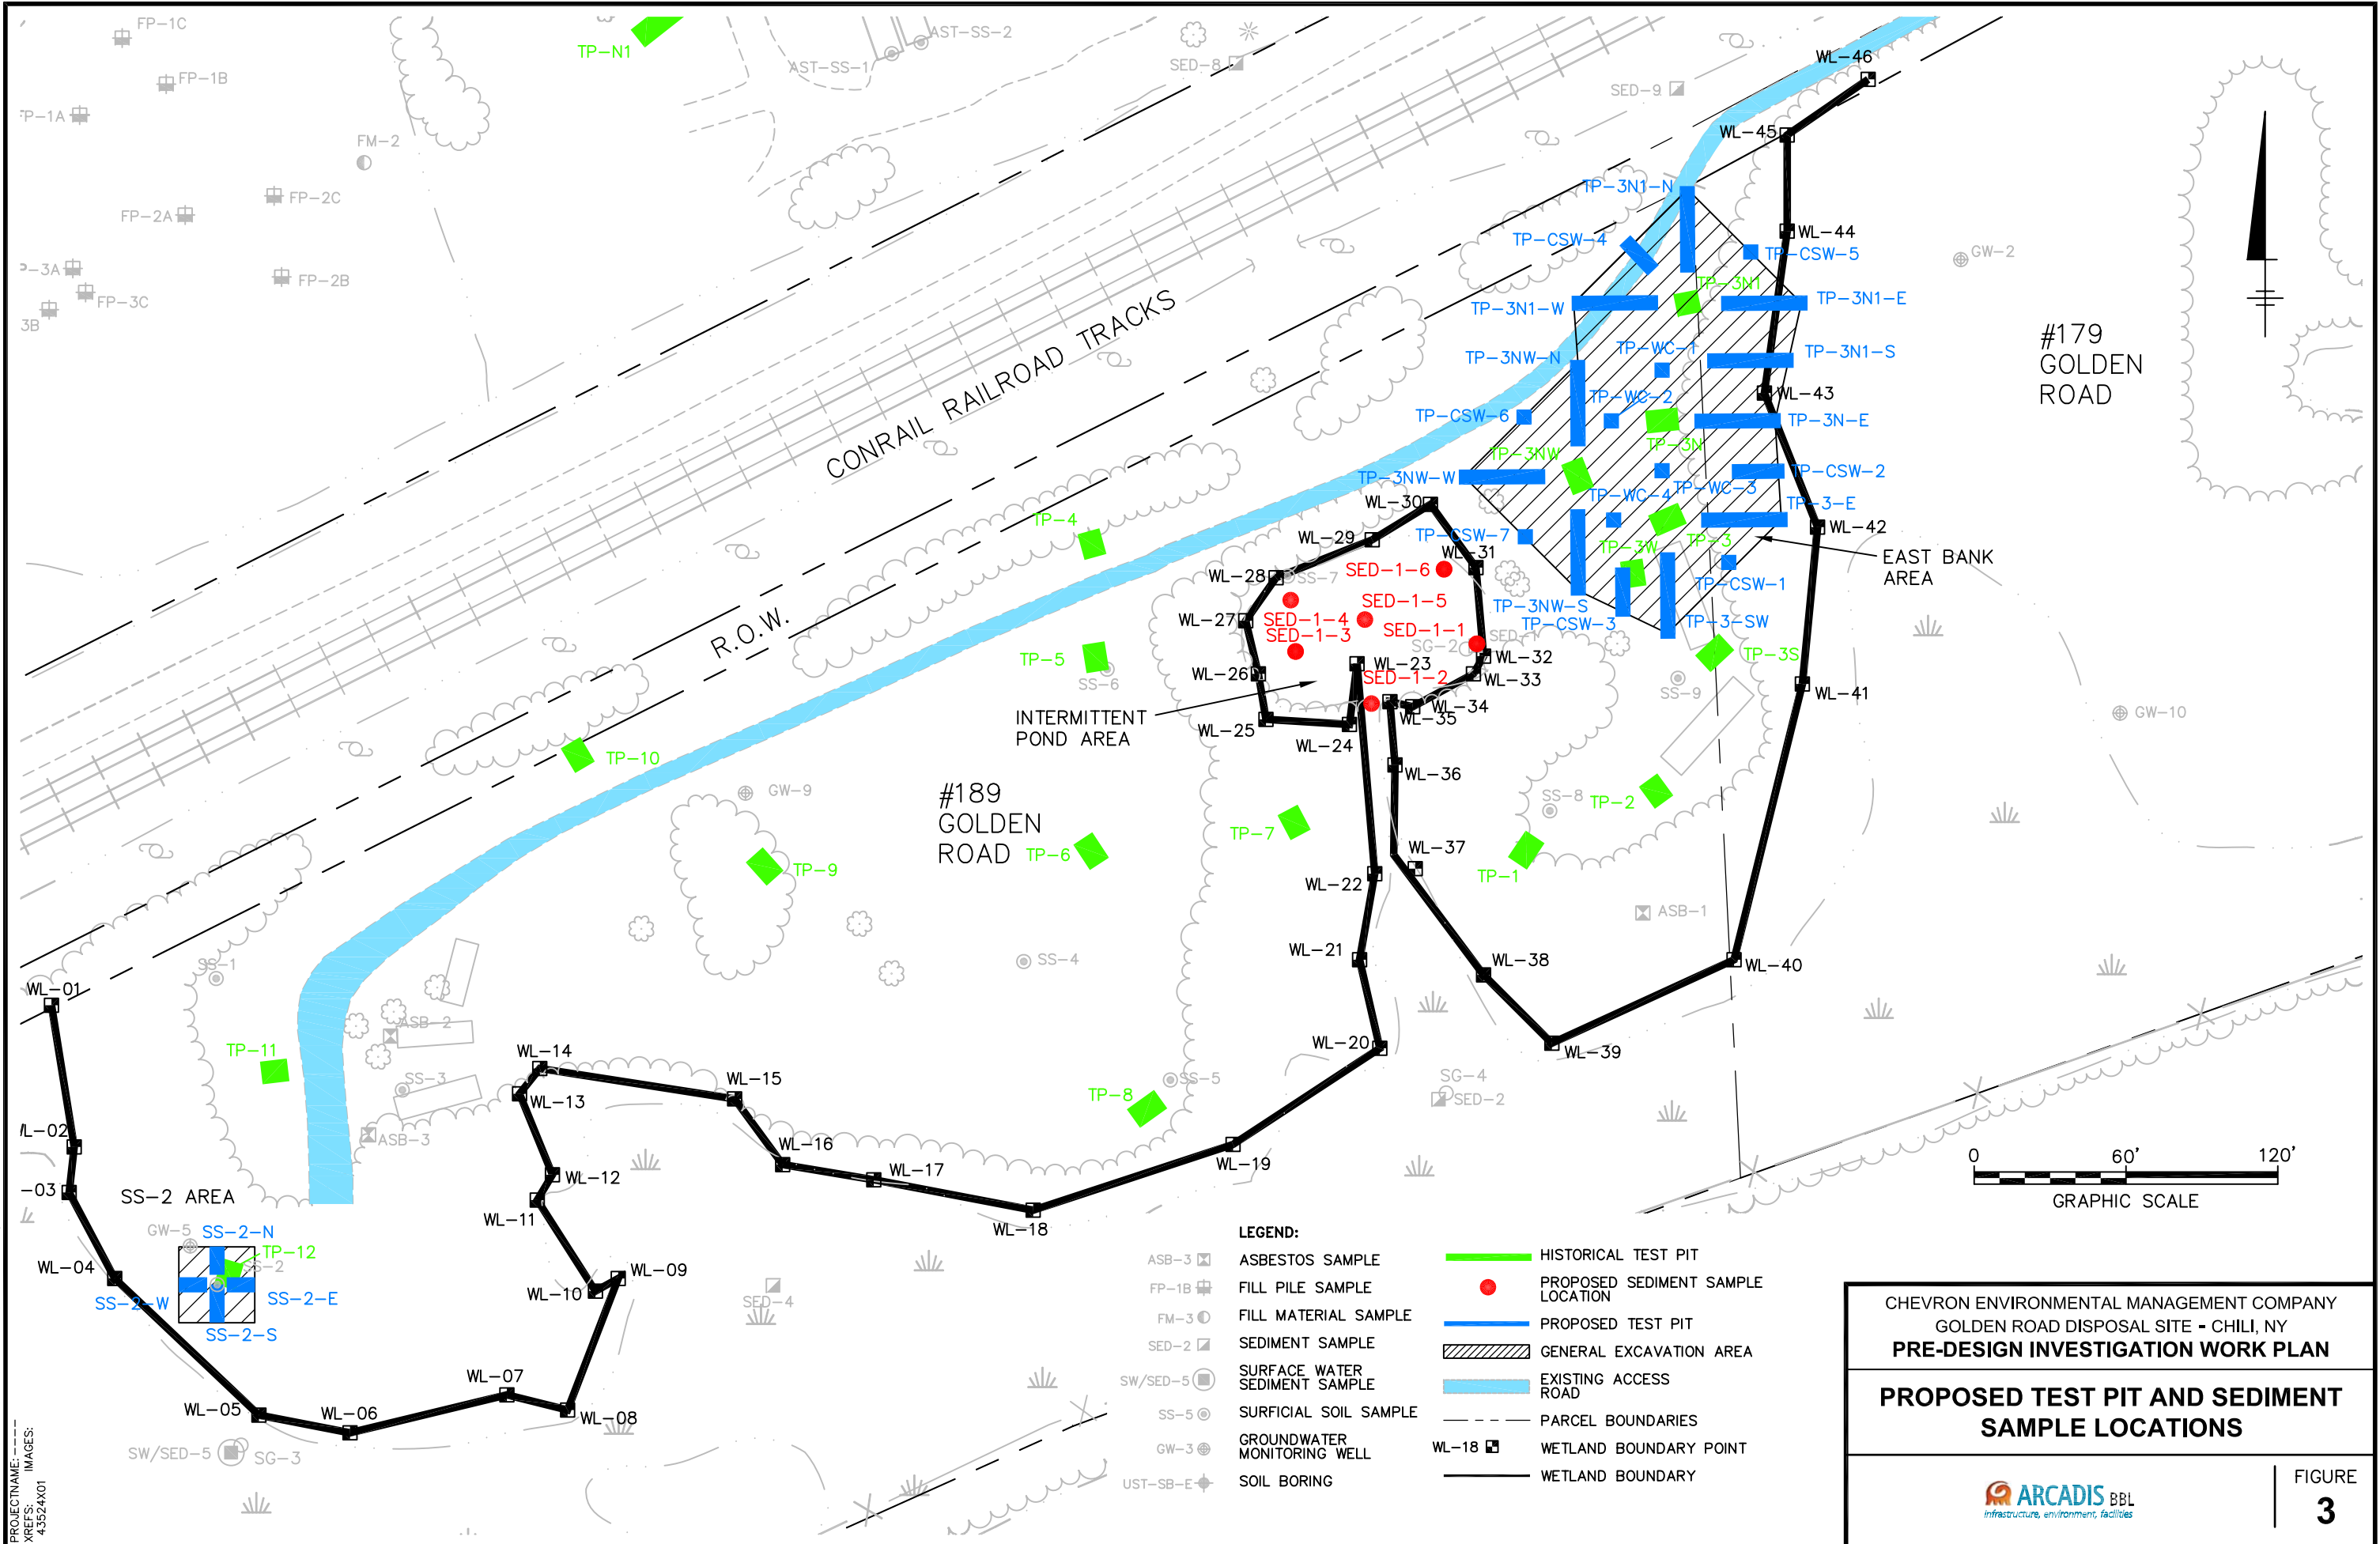 FP-1C
FP-1B
FP-1A
FM-2
FP-2C
FP-2A
FP-2B
FP-3C
TP-N1
AST-SS-2
AST-SS-1
SED-8
SED-9
WL-46
WL-45
WL-44
GW-2
#179
GOLDEN
ROAD
TP-3N1-N
TP-CSW-4
TP-CSW-5
TP-3N1
TP-3N1-W
TP-3N1-E
TP-3NW-N
TP-WC-1
TP-3N1-S
WL-43
TP-CSW-6
TP-WC-2
TP-3N-E
TP-3N
TP-3NW
TP-3NW-W
TP-CSW-2
TP-WC-4
TP-WC-3
TP-3-E
WL-42
TP-CSW-7
TP-3W
TP-3
EAST BANK
AREA
TP-CSW-1
TP-3NW-S
TP-CSW-3
TP-3-SW
TP-3S
SS-9
WL-41
GW-10
CONRAIL RAILROAD TRACKS
R.O.W.
TP-4
TP-5
SS-6
WL-30
WL-29
WL-31
WL-28
SS-7
SED-1-6
WL-27
SED-1-4
SED-1-5
SED-1-3
SED-1-1
SG-2
WL-32
WL-26
WL-23
SED-1-2
WL-33
INTERMITTENT
POND AREA
WL-25
WL-24
WL-34
WL-35
WL-36
TP-10
GW-9
#189
GOLDEN
ROAD
TP-6
TP-7
TP-9
SS-8
TP-2
TP-1
WL-37
WL-22
ASB-1
WL-21
WL-38
WL-40
SS-4
SS-1
WL-01
ASB-2
TP-11
SS-3
ASB-3
WL-14
WL-13
WL-15
WL-20
WL-39
SS-5
TP-8
SG-4
SED-2
WL-16
WL-12
WL-17
WL-19
WL-11
WL-18
-03
SS-2 AREA
GW-5
SS-2-N
TP-12
SS-2
WL-04
SS-2-W
SS-2-E
SS-2-S
WL-09
WL-10
SED-4
WL-07
WL-05
WL-06
WL-08
SW/SED-5
SG-3
0 60' 120'
GRAPHIC SCALE
LEGEND:
ASB-3 ASBESTOS SAMPLE
FP-1B FILL PILE SAMPLE
FM-3 FILL MATERIAL SAMPLE
SED-2 SEDIMENT SAMPLE
SW/SED-5 SURFACE WATER
SEDIMENT SAMPLE
SS-5 SURFICIAL SOIL SAMPLE
GW-3 GROUNDWATER
MONITORING WELL
UST-SB-E SOIL BORING
HISTORICAL TEST PIT
PROPOSED SEDIMENT SAMPLE
LOCATION
PROPOSED TEST PIT
GENERAL EXCAVATION AREA
EXISTING ACCESS
ROAD
PARCEL BOUNDARIES
WL-18 WETLAND BOUNDARY POINT
WETLAND BOUNDARY
CHEVRON ENVIRONMENTAL MANAGEMENT COMPANY
GOLDEN ROAD DISPOSAL SITE - CHILI, NY
PRE-DESIGN INVESTIGATION WORK PLAN
PROPOSED TEST PIT AND SEDIMENT
SAMPLE LOCATIONS
ARCADIS BBL
infrastructure, environment, facilities
FIGURE
3
PROJECTNAME: ----
XREFS: IMAGES:
43524X01